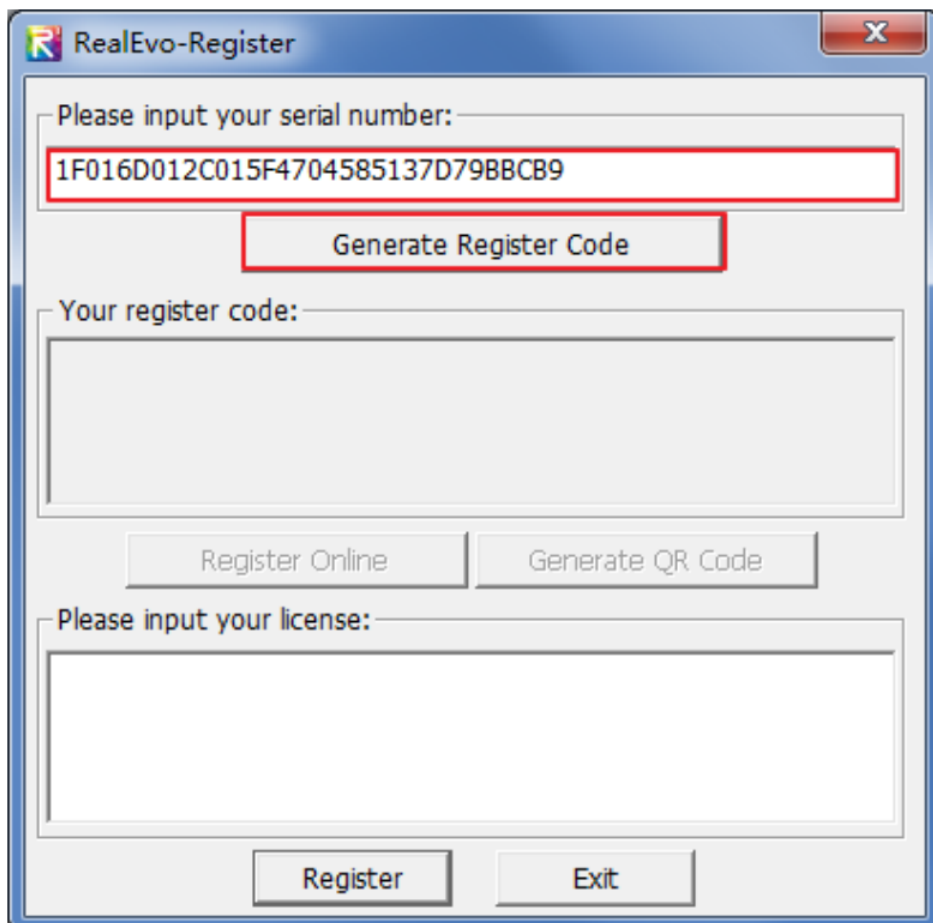 RealEvo-Register
Please input your serial number:
1F016D012C015F4704585137D79BBCB9
Generate Register Code
Your register code:
Register Online
Generate QR Code
Please input your license:
Register
Exit